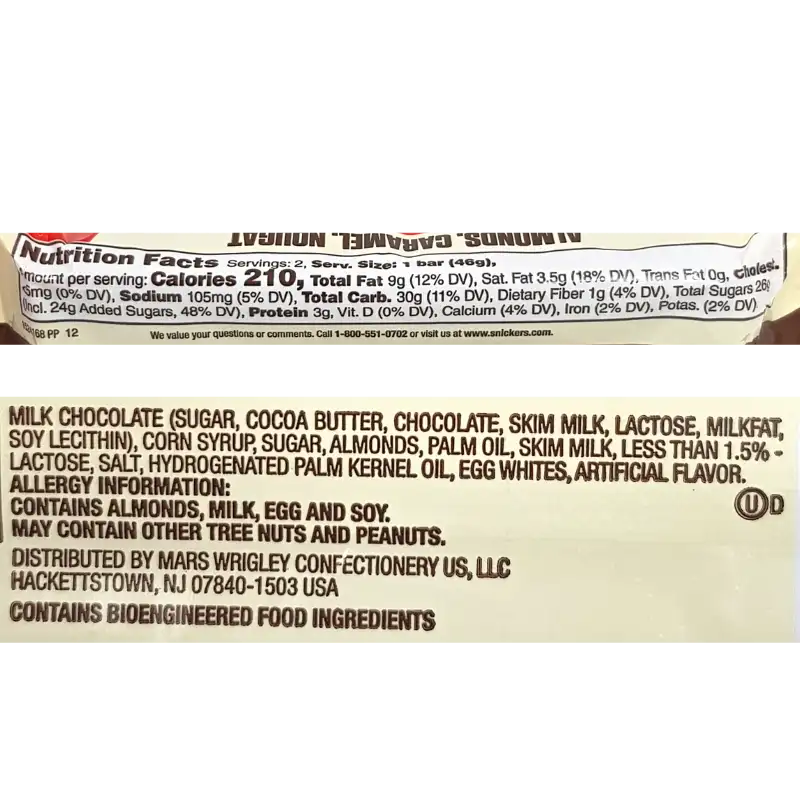 ALMONDS, CARAMEL, NOUGAT
Nutrition Facts Servings: 2, Serv. Size: 1 bar (46g),
mount per serving: Calories 210, Total Fat 9g (12% DV), Sat. Fat 3.5g (18% DV), Trans Fat 0g, Cholest.
5mg (0% DV), Sodium 105mg (5% DV), Total Carb. 30g (11% DV), Dietary Fiber 1g (4% DV), Total Sugars 26g
(Incl. 24g Added Sugars, 48% DV), Protein 3g, Vit. D (0% DV), Calcium (4% DV), Iron (2% DV), Potas. (2% DV)
68 PP 12 We value your questions or comments. Call 1-800-551-0702 or visit us at www.snickers.com.
MILK CHOCOLATE (SUGAR, COCOA BUTTER, CHOCOLATE, SKIM MILK, LACTOSE, MILKFAT,
SOY LECITHIN), CORN SYRUP, SUGAR, ALMONDS, PALM OIL, SKIM MILK, LESS THAN 1.5% -
LACTOSE, SALT, HYDROGENATED PALM KERNEL OIL, EGG WHITES, ARTIFICIAL FLAVOR.
ALLERGY INFORMATION:
CONTAINS ALMONDS, MILK, EGG AND SOY.
MAY CONTAIN OTHER TREE NUTS AND PEANUTS.
U D
DISTRIBUTED BY MARS WRIGLEY CONFECTIONERY US, LLC
HACKETTSTOWN, NJ 07840-1503 USA
CONTAINS BIOENGINEERED FOOD INGREDIENTS